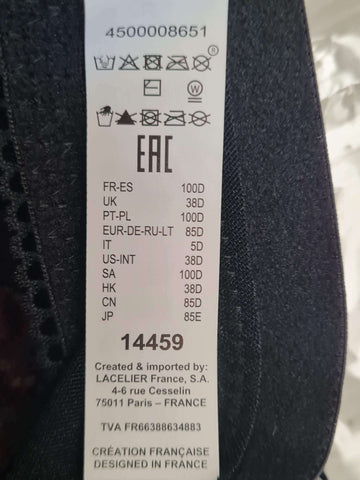 4500008651
®
W
EAC
FR-ES 100D
UK 38D
PT-PL 100D
EUR-DE-RU-LT 85D
IT 5D
US-INT 38D
SA 100D
HK 38D
CN 85D
JP 85E
14459
Created & imported by:
LACELIER France, S.A.
4-6 rue Cesselin
75011 Paris – FRANCE
TVA FR66388634883
CRÉATION FRANÇAISE
DESIGNED IN FRANCE